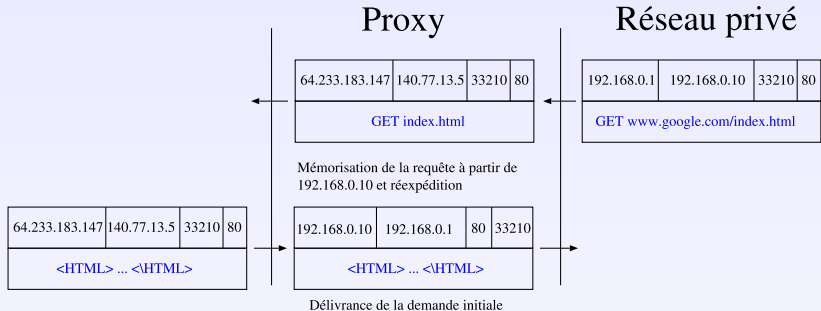 Proxy
Réseau privé
64.233.183.147 140.77.13.5 33210 80
192.168.0.1 192.168.0.10 33210 80
GET index.html
GET www.google.com/index.html
Mémorisation de la requête à partir de
192.168.0.10 et réexpédition
64.233.183.147 140.77.13.5 33210 80
192.168.0.10 192.168.0.1 80 33210
<HTML> ... <\HTML>
<HTML> ... <\HTML>
Délivrance de la demande initiale